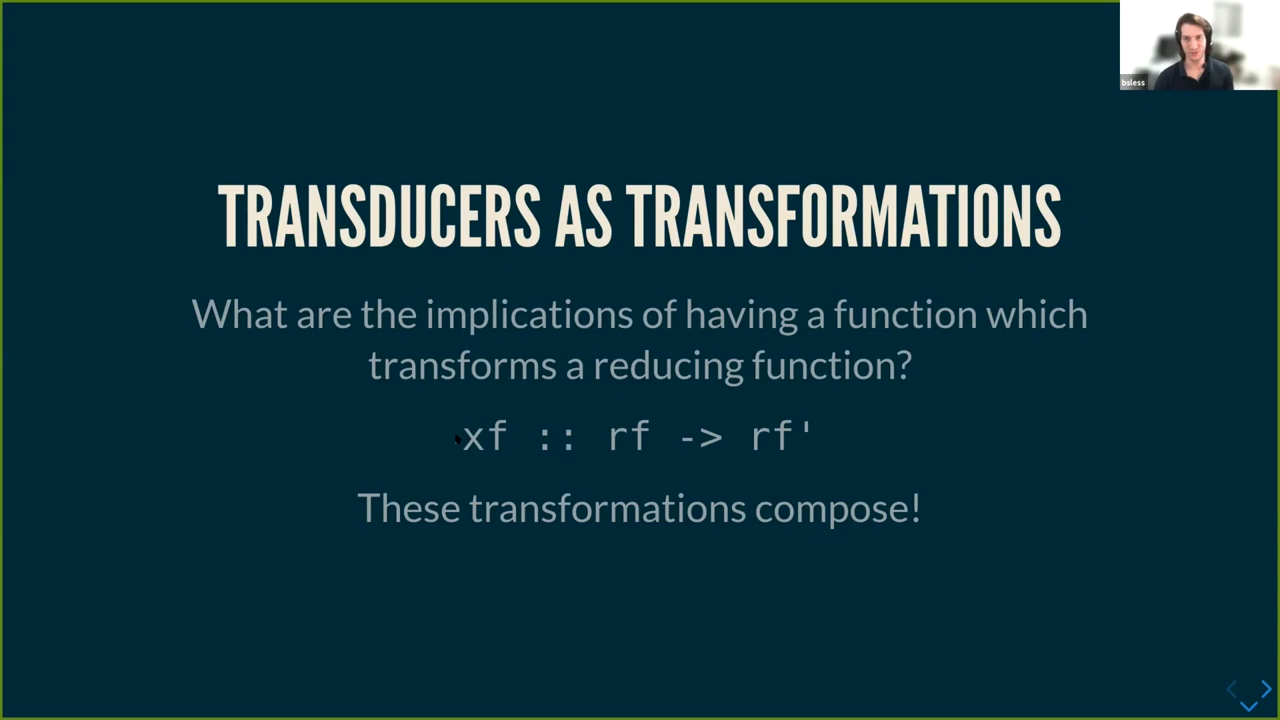 bsless
TRANSDUCERS AS TRANSFORMATIONS
What are the implications of having a function which
transforms a reducing function?
xf :: rf -> rf'
These transformations compose!